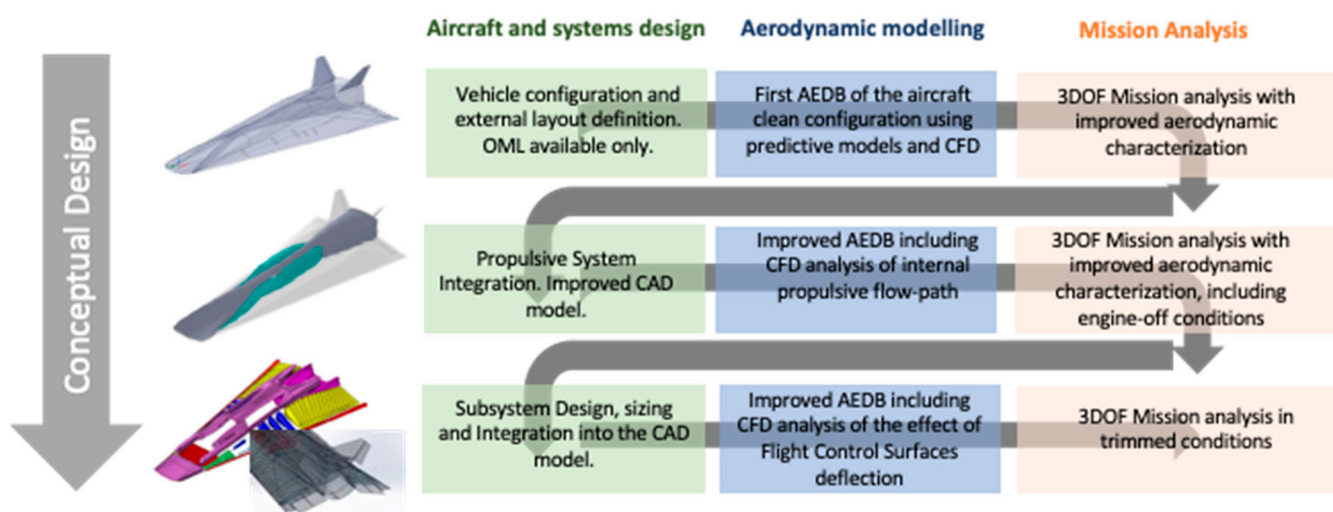 Aircraft and systems design
Aerodynamic modelling
Mission Analysis
Conceptual Design
Vehicle configuration and
external layout definition.
OML available only.
First AEDB of the aircraft
clean configuration using
predictive models and CFD
3DOF Mission analysis with
improved aerodynamic
characterization
Propulsive System
Integration. Improved CAD
model.
Improved AEDB including
CFD analysis of internal
propulsive flow-path
3DOF Mission analysis with
improved aerodynamic
characterization, including
engine-off conditions
Subsystem Design, sizing
and Integration into the CAD
model.
Improved AEDB including
CFD analysis of the effect of
Flight Control Surfaces
deflection
3DOF Mission analysis in
trimmed conditions